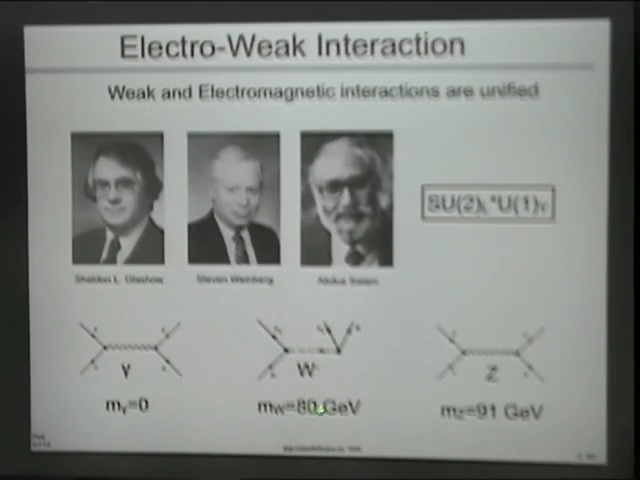 Electro-Weak Interaction
Weak and Electromagnetic interactions are unified
SU(2)L*U(1)Y
Sheldon L. Glashow
Steven Weinberg
Abdus Salam
γ
W
Z
mγ=0
mW=80 GeV
mZ=91 GeV